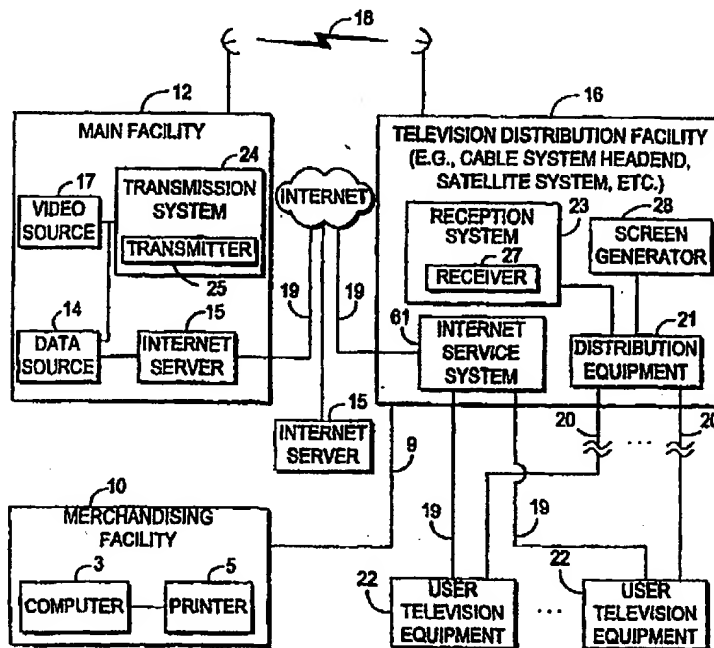 18
12
16
MAIN FACILITY
24
17
VIDEO SOURCE
TRANSMISSION SYSTEM
TRANSMITTER
25
14
DATA SOURCE
15
INTERNET SERVER
INTERNET
19
19
15
INTERNET SERVER
TELEVISION DISTRIBUTION FACILITY
(E.G., CABLE SYSTEM HEADEND,
SATELLITE SYSTEM, ETC.)
23
RECEPTION SYSTEM
27
RECEIVER
28
SCREEN GENERATOR
61
INTERNET SERVICE SYSTEM
21
DISTRIBUTION EQUIPMENT
20
...
20
9
10
MERCHANDISING FACILITY
3
COMPUTER
5
PRINTER
19
19
22
USER TELEVISION EQUIPMENT
...
22
USER TELEVISION EQUIPMENT